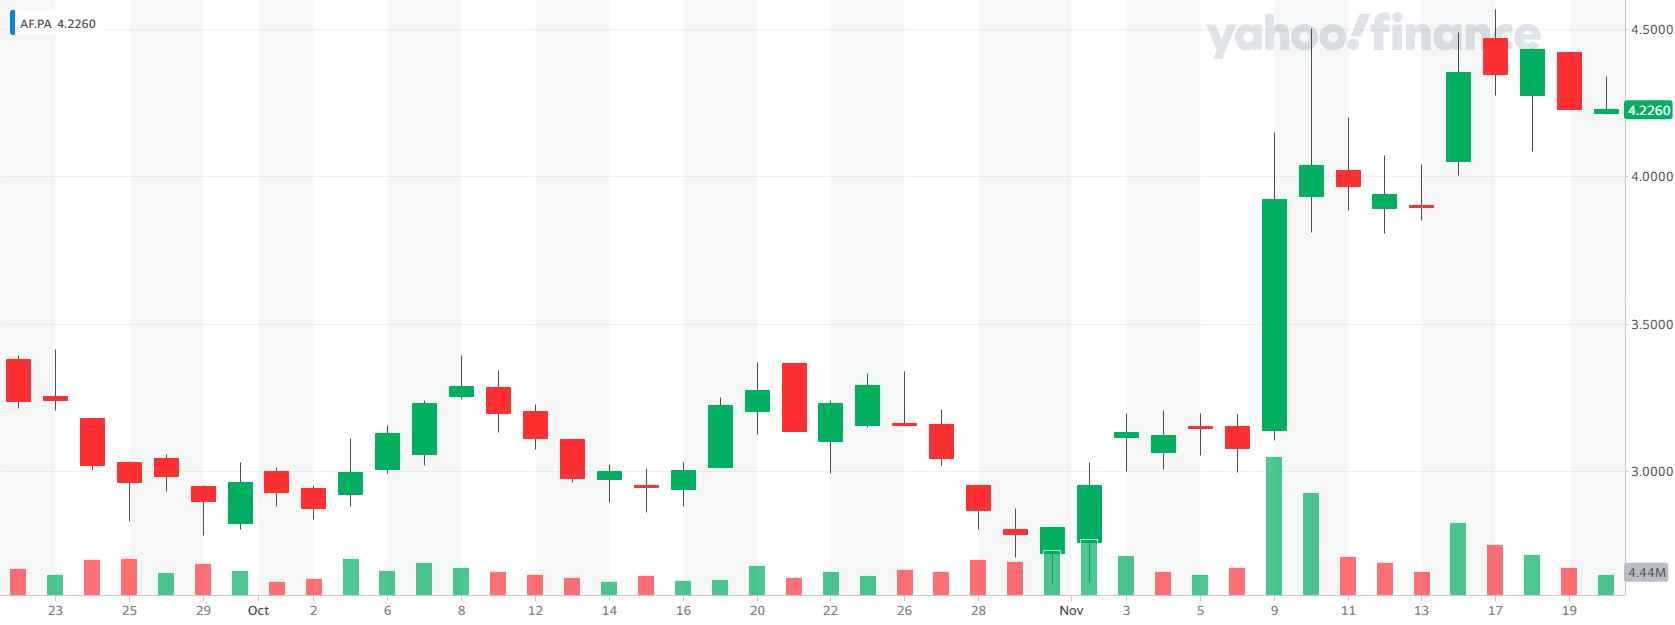 AF.PA 4.2260
yahoo!finance
4.5000
4.2260
4.0000
3.5000
3.0000
4.44M
23 25 29 Oct 2 6 8 12 14 16 20 22 26 28 Nov 3 5 9 11 13 17 19